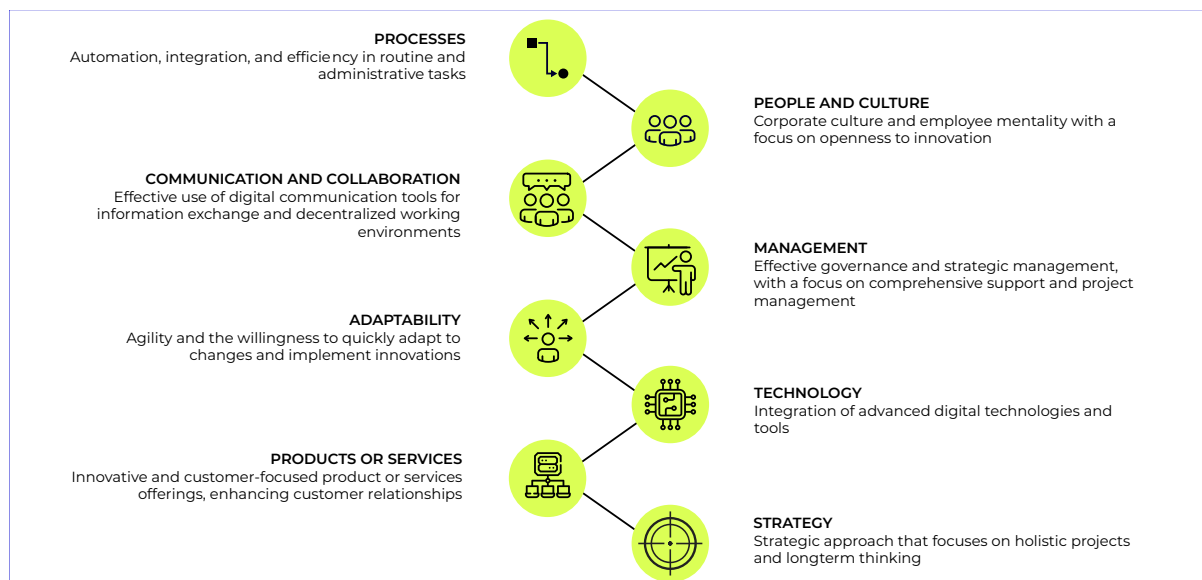 PROCESSES
Automation, integration, and efficiency in routine and
administrative tasks
PEOPLE AND CULTURE
Corporate culture and employee mentality with a
focus on openness to innovation
COMMUNICATION AND COLLABORATION
Effective use of digital communication tools for
information exchange and decentralized working
environments
MANAGEMENT
Effective governance and strategic management,
with a focus on comprehensive support and project
management
ADAPTABILITY
Agility and the willingness to quickly adapt to
changes and implement innovations
TECHNOLOGY
Integration of advanced digital technologies and
tools
PRODUCTS OR SERVICES
Innovative and customer-focused product or services
offerings, enhancing customer relationships
STRATEGY
Strategic approach that focuses on holistic projects
and longterm thinking